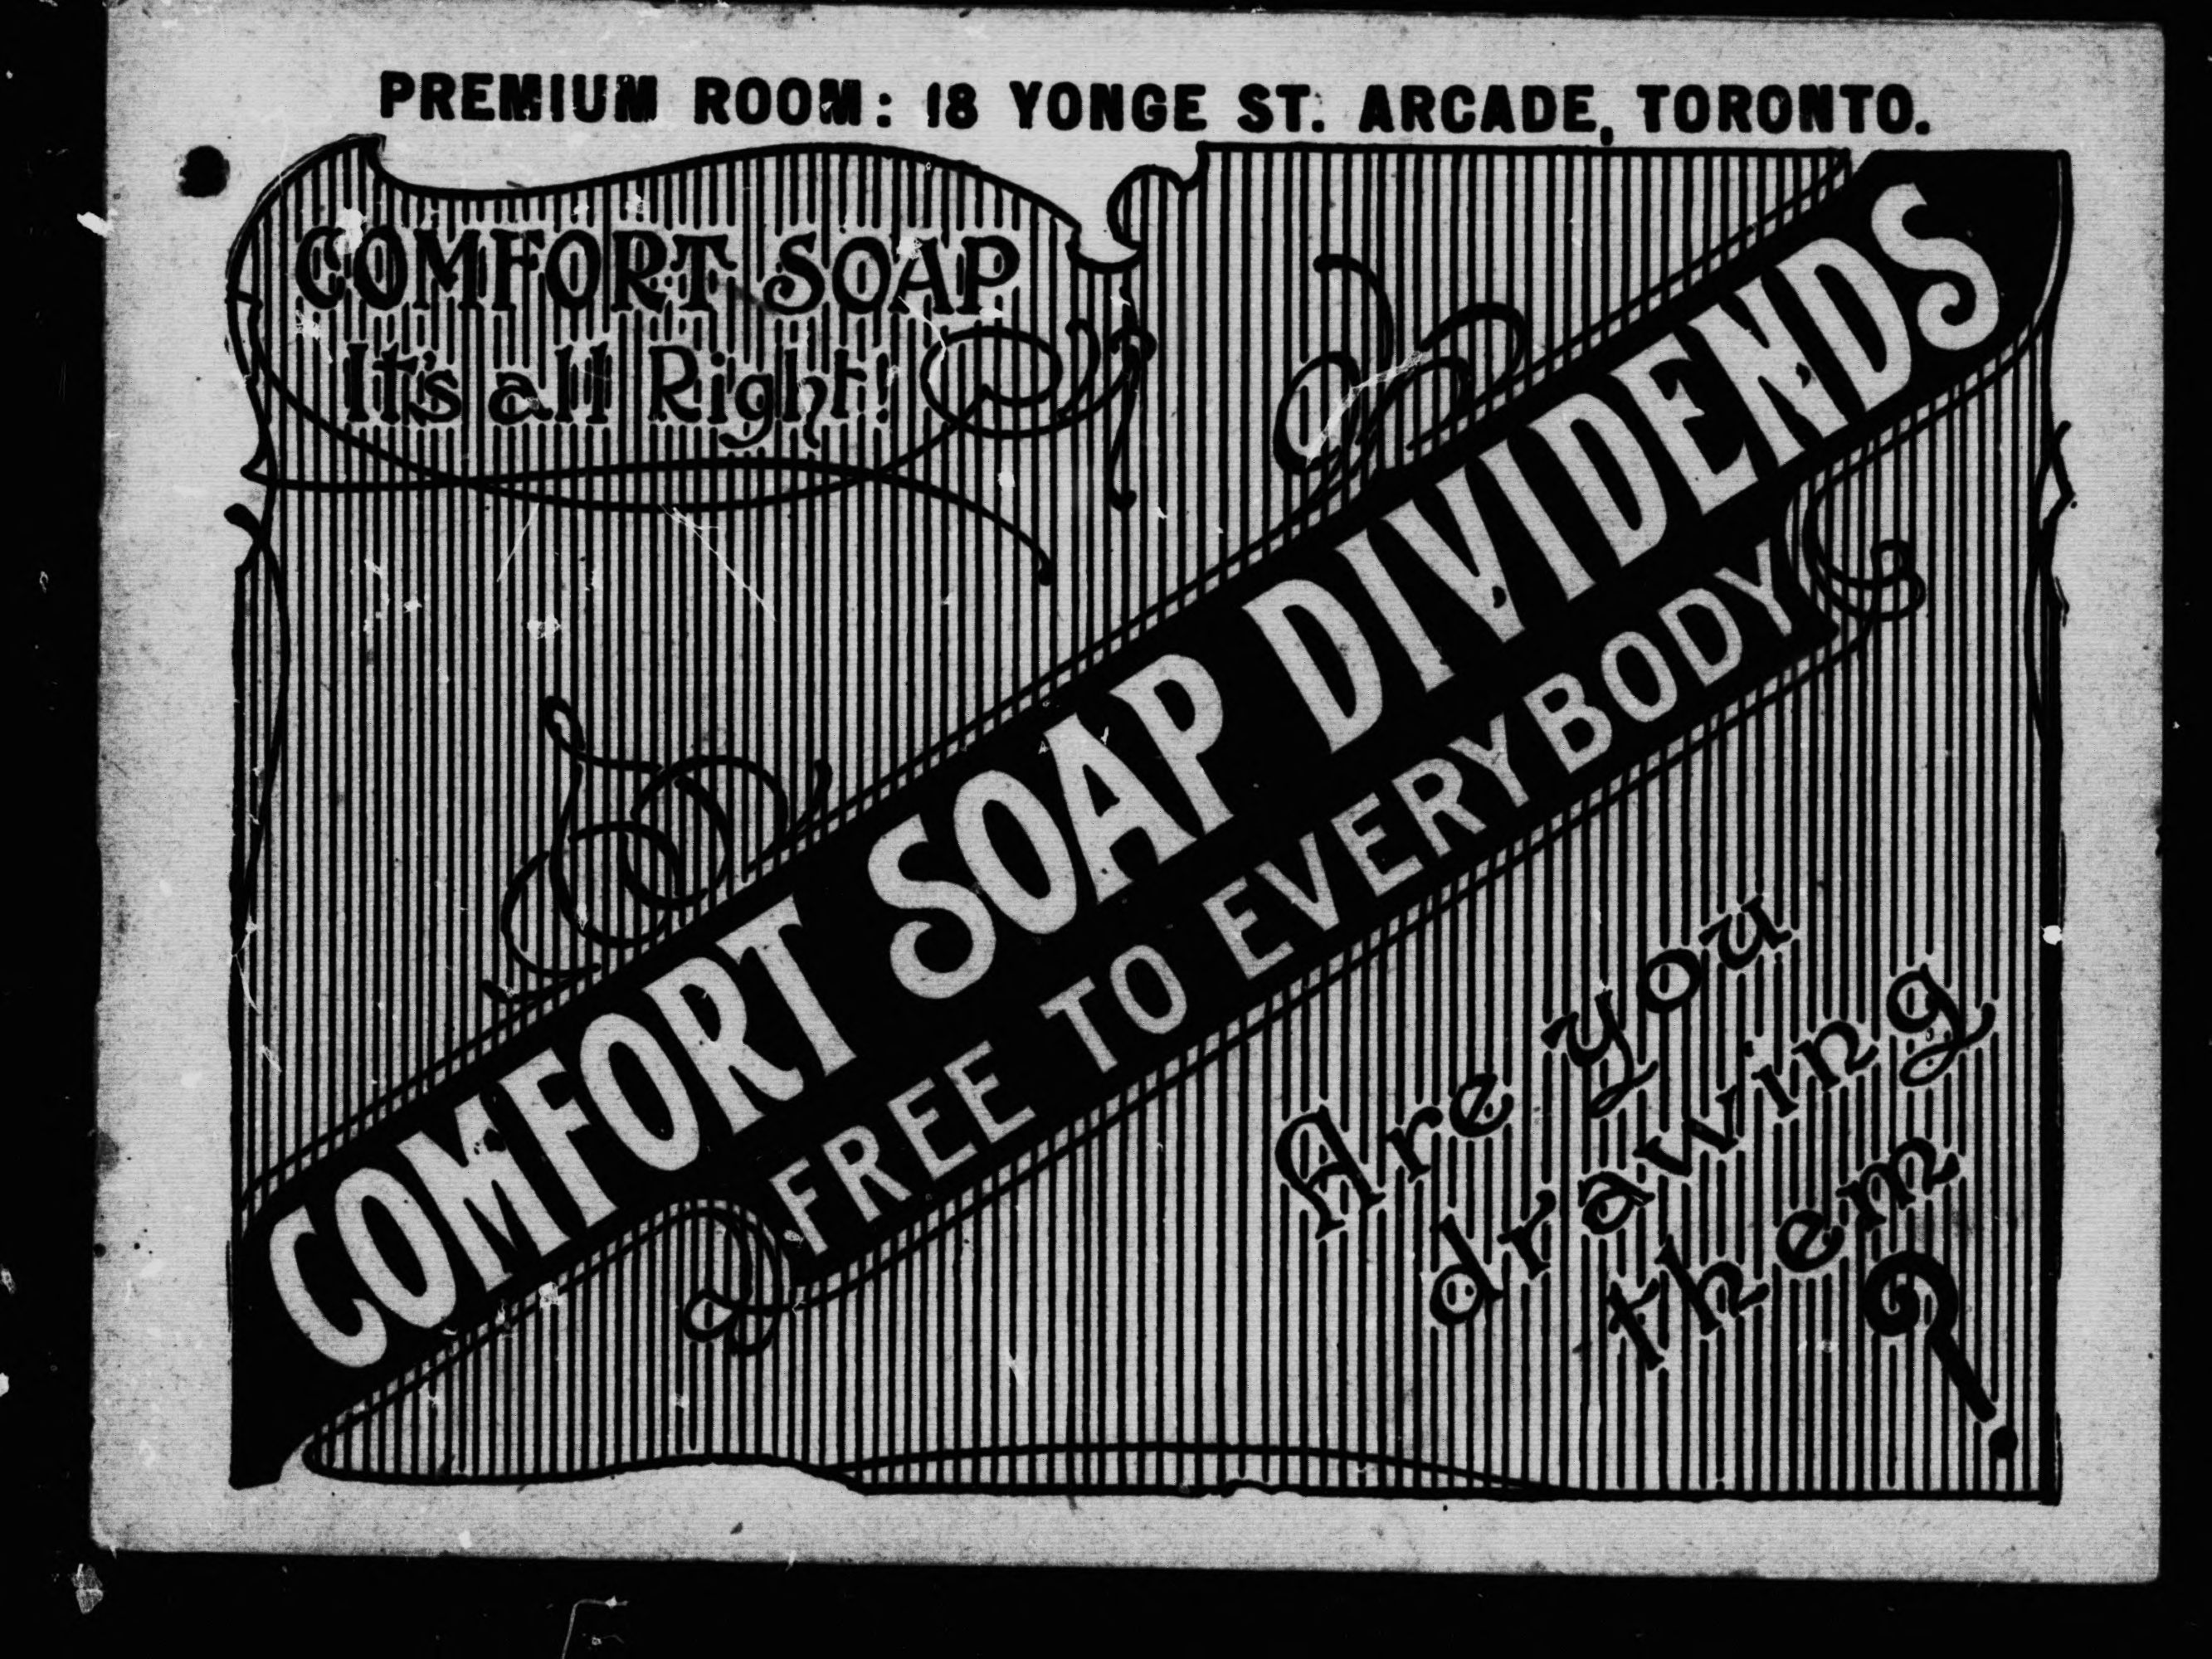 PREMIUM ROOM: 18 YONGE ST. ARCADE, TORONTO.
COMFORT SOAP
It's all Right!
COMFORT SOAP DIVIDENDS
FREE TO EVERYBODY
Are you
drawing
them?